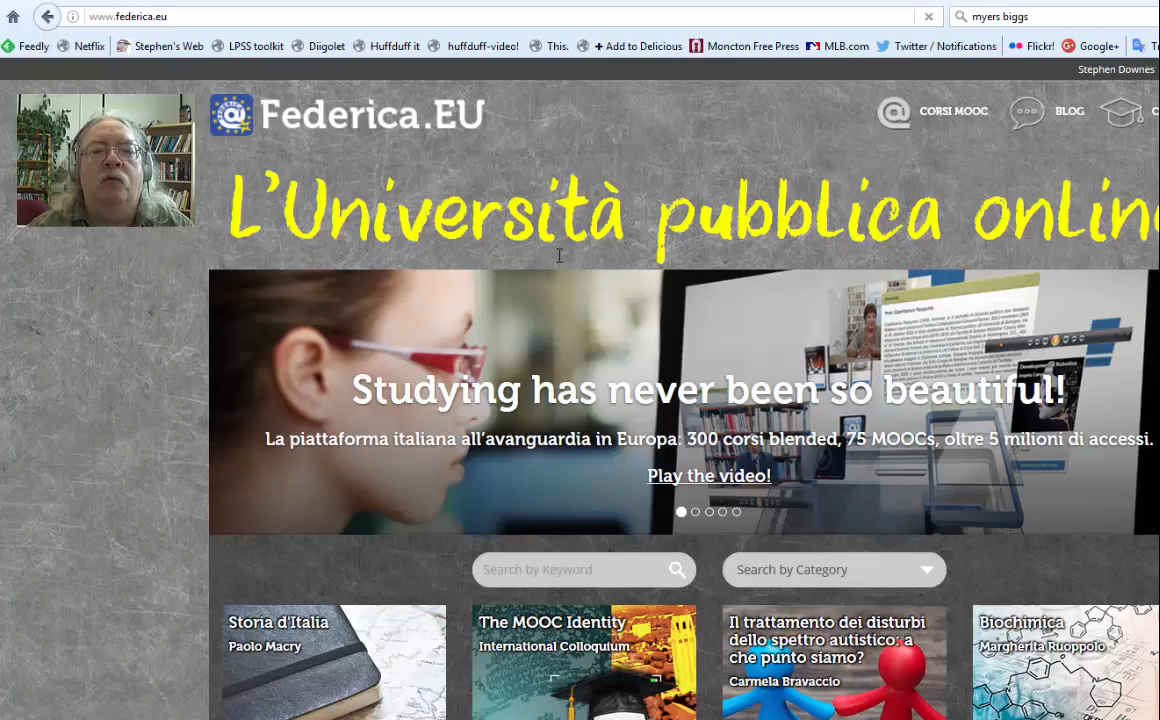 www.federica.eu
myers biggs
Feedly Netflix Stephen's Web LPSS toolkit Diigolet Huffduff it huffduff-video! This. + Add to Delicious Moncton Free Press MLB.com Twitter / Notifications Flickr! Google+
Stephen Downes
Federica.EU
CORSI MOOC
BLOG
L'Università pubblica online
Studying has never been so beautiful!
La piattaforma italiana all'avanguardia in Europa: 300 corsi blended, 75 MOOCs, oltre 5 milioni di accessi.
Play the video!
Search by Keyword
Search by Category
Storia d'Italia
Paolo Macry
The MOOC Identity
International Colloquium
Il trattamento dei disturbi
dello spettro autistico: a
che punto siamo?
Carmela Bravaccio
Biochimica
Margherita Ruoppolo